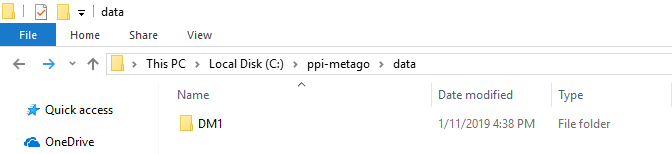 data
File Home Share View
This PC Local Disk (C:) ppi-metago data
Name Date modified Type
Quick access
DM1 1/11/2019 4:38 PM File folder
OneDrive